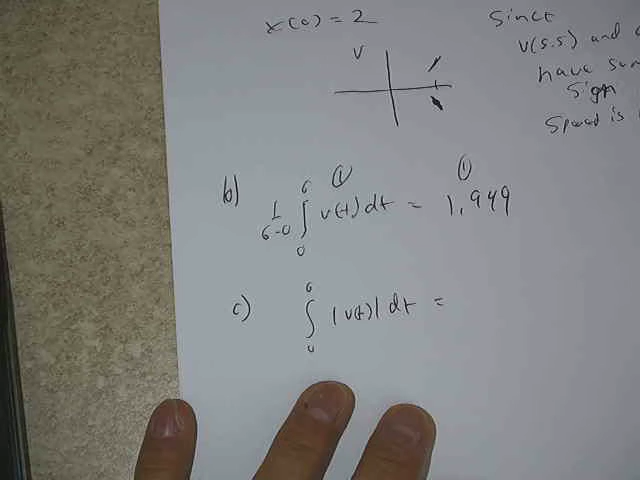 x(0) = 2
Since
v(5.5) and
have
Sign
Speed is
V
b) 1/(6-0) ∫₀⁶ v(t) dt = 1.949
①
①
c) ∫₀⁶ |v(t)| dt =